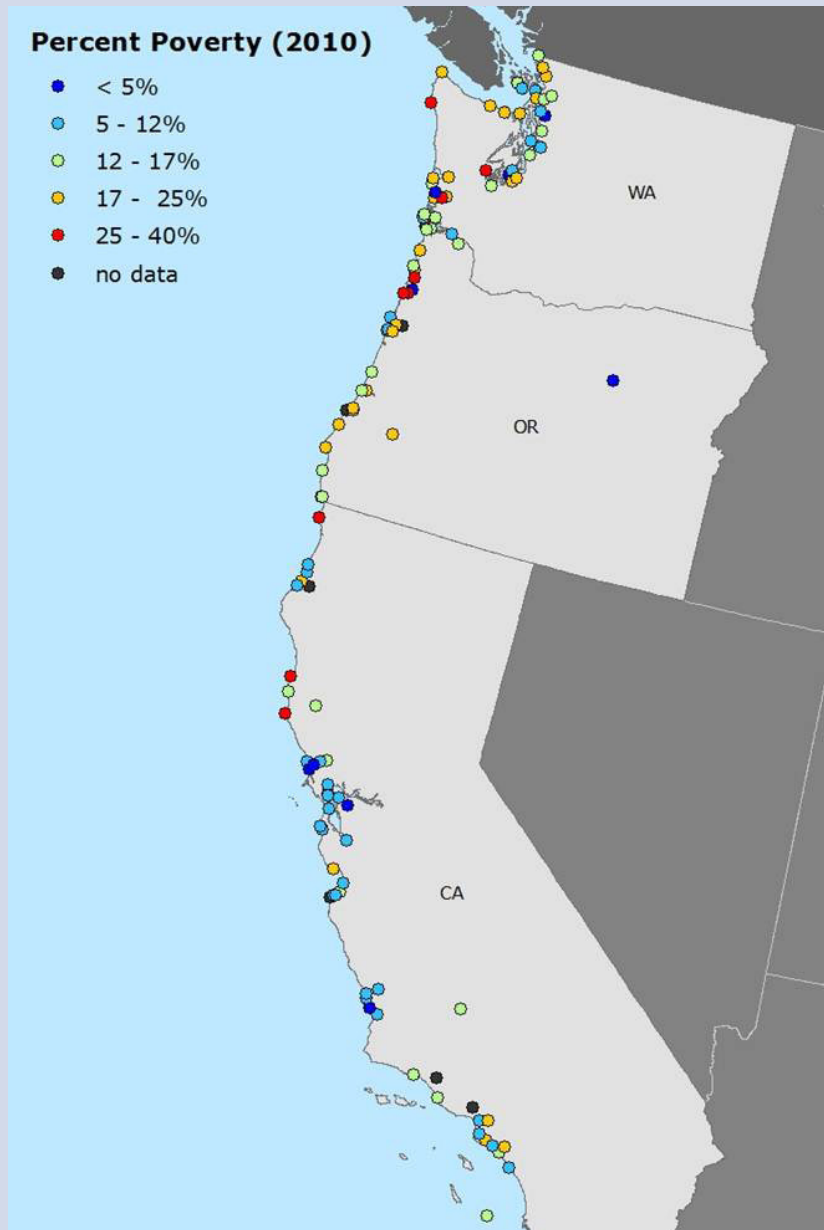 Percent Poverty (2010)
< 5%
5 - 12%
12 - 17%
17 -  25%
25 - 40%
no data
WA
OR
CA